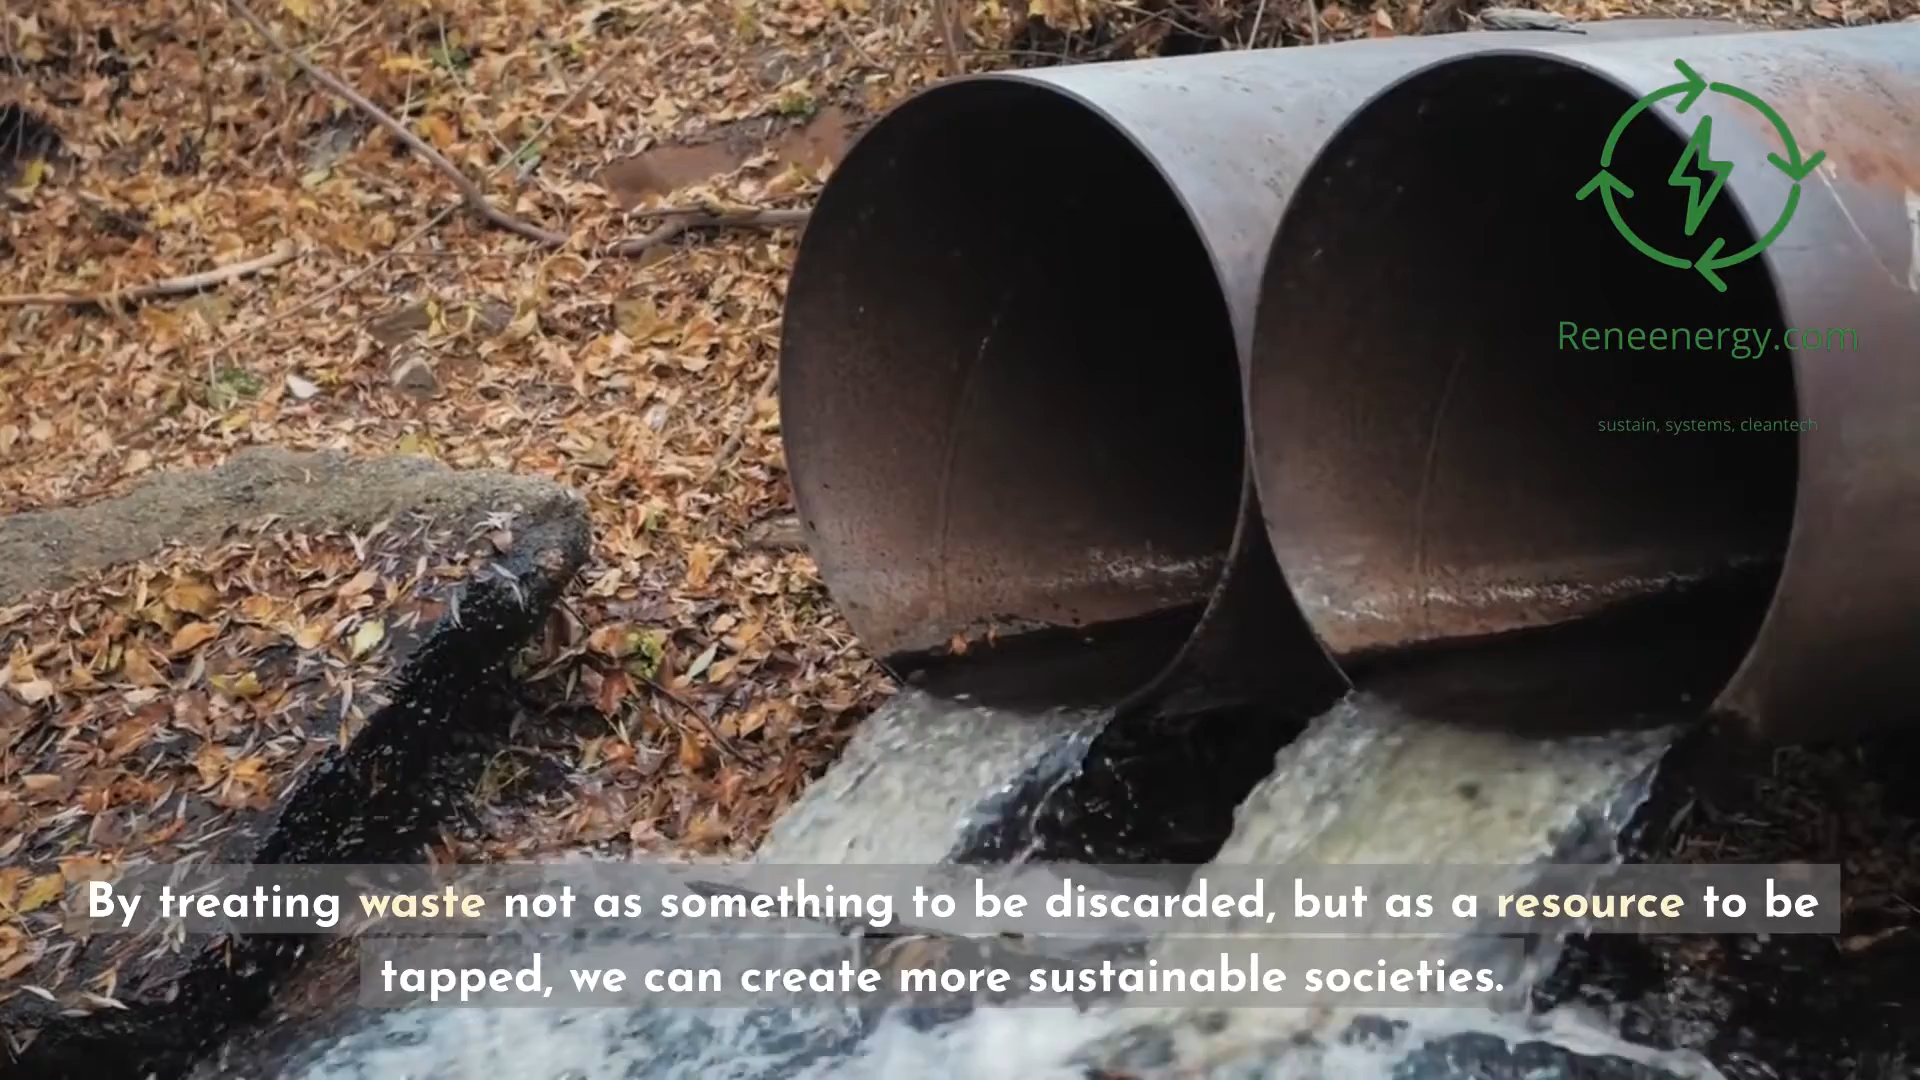 Reneenergy.com
sustain, systems, cleantech
By treating waste not as something to be discarded, but as a resource to be
tapped, we can create more sustainable societies.